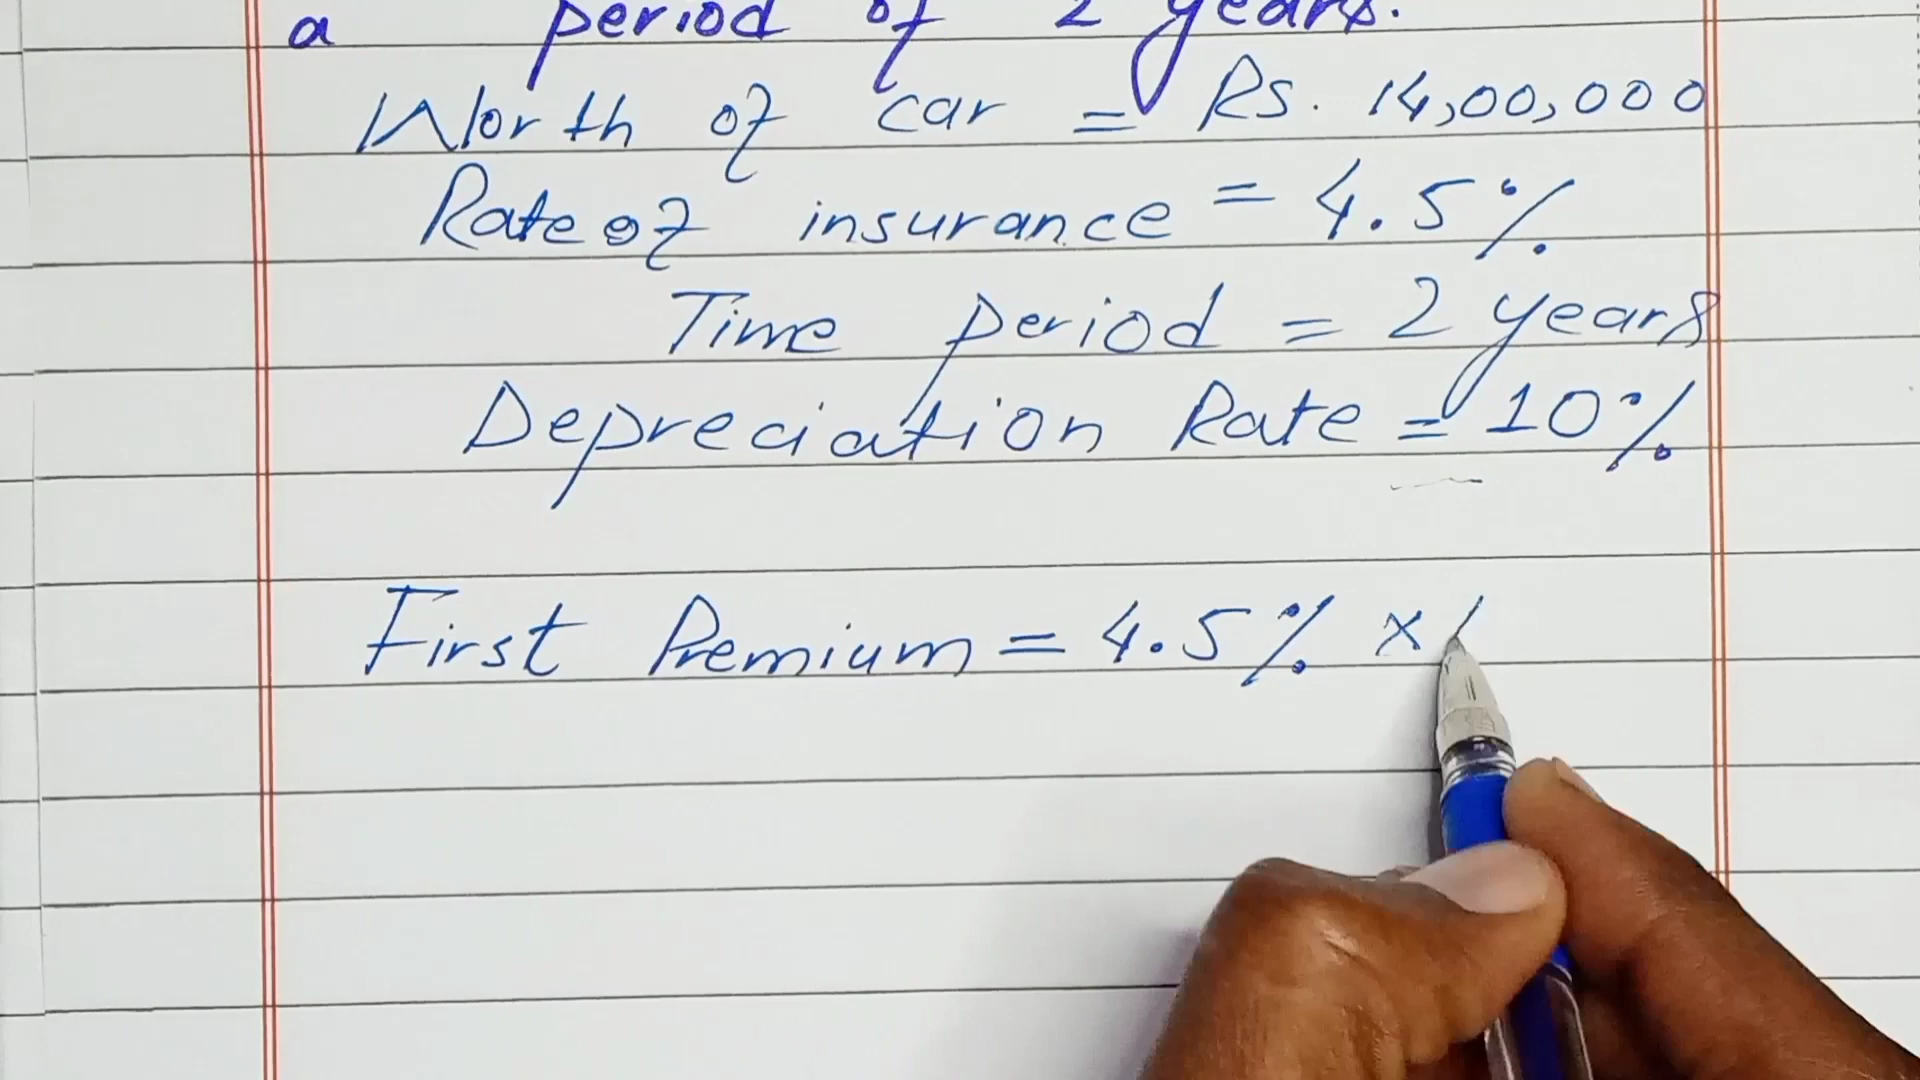 a period of 2 years.
Worth of car = Rs. 14,00,000
Rate of insurance = 4.5%
Time period = 2 years
Depreciation Rate = 10%
First Premium = 4.5% × 1